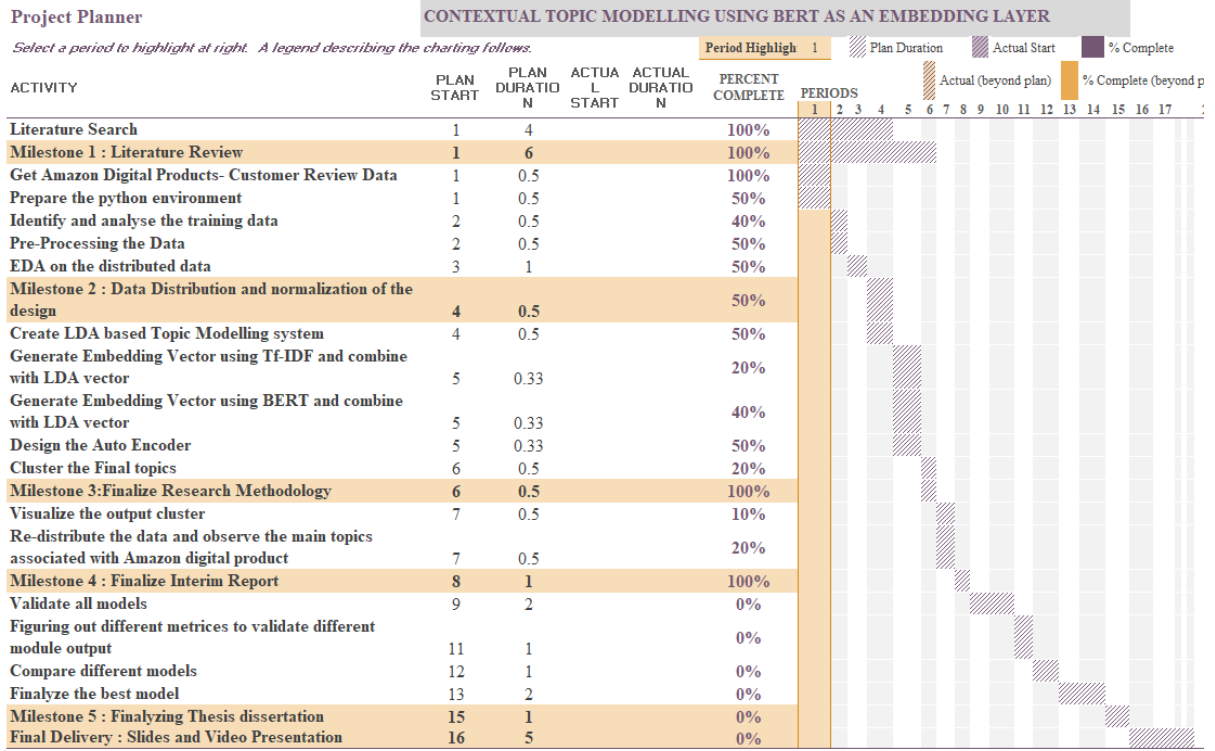 Project Planner
CONTEXTUAL TOPIC MODELLING USING BERT AS AN EMBEDDING LAYER
Select a period to highlight at right. A legend describing the charting follows.
Period Highligh 1
Plan Duration
Actual Start
% Complete
Actual (beyond plan)
% Complete (beyond p
ACTIVITY
PLAN START
PLAN DURATIO N
ACTUA L START
ACTUAL DURATIO N
PERCENT COMPLETE
PERIODS
1 2 3 4 5 6 7 8 9 10 11 12 13 14 15 16 17
Literature Search 1 4 100%
Milestone 1 : Literature Review 1 6 100%
Get Amazon Digital Products- Customer Review Data 1 0.5 100%
Prepare the python environment 1 0.5 50%
Identify and analyse the training data 2 0.5 40%
Pre-Processing the Data 2 0.5 50%
EDA on the distributed data 3 1 50%
Milestone 2 : Data Distribution and normalization of the
design 4 0.5 50%
Create LDA based Topic Modelling system 4 0.5 50%
Generate Embedding Vector using Tf-IDF and combine
with LDA vector 5 0.33 20%
Generate Embedding Vector using BERT and combine
with LDA vector 5 0.33 40%
Design the Auto Encoder 5 0.33 50%
Cluster the Final topics 6 0.5 20%
Milestone 3:Finalize Research Methodology 6 0.5 100%
Visualize the output cluster 7 0.5 10%
Re-distribute the data and observe the main topics
associated with Amazon digital product 7 0.5 20%
Milestone 4 : Finalize Interim Report 8 1 100%
Validate all models 9 2 0%
Figuring out different metrices to validate different
module output 11 1 0%
Compare different models 12 1 0%
Finalyze the best model 13 2 0%
Milestone 5 : Finalyzing Thesis dissertation 15 1 0%
Final Delivery : Slides and Video Presentation 16 5 0%